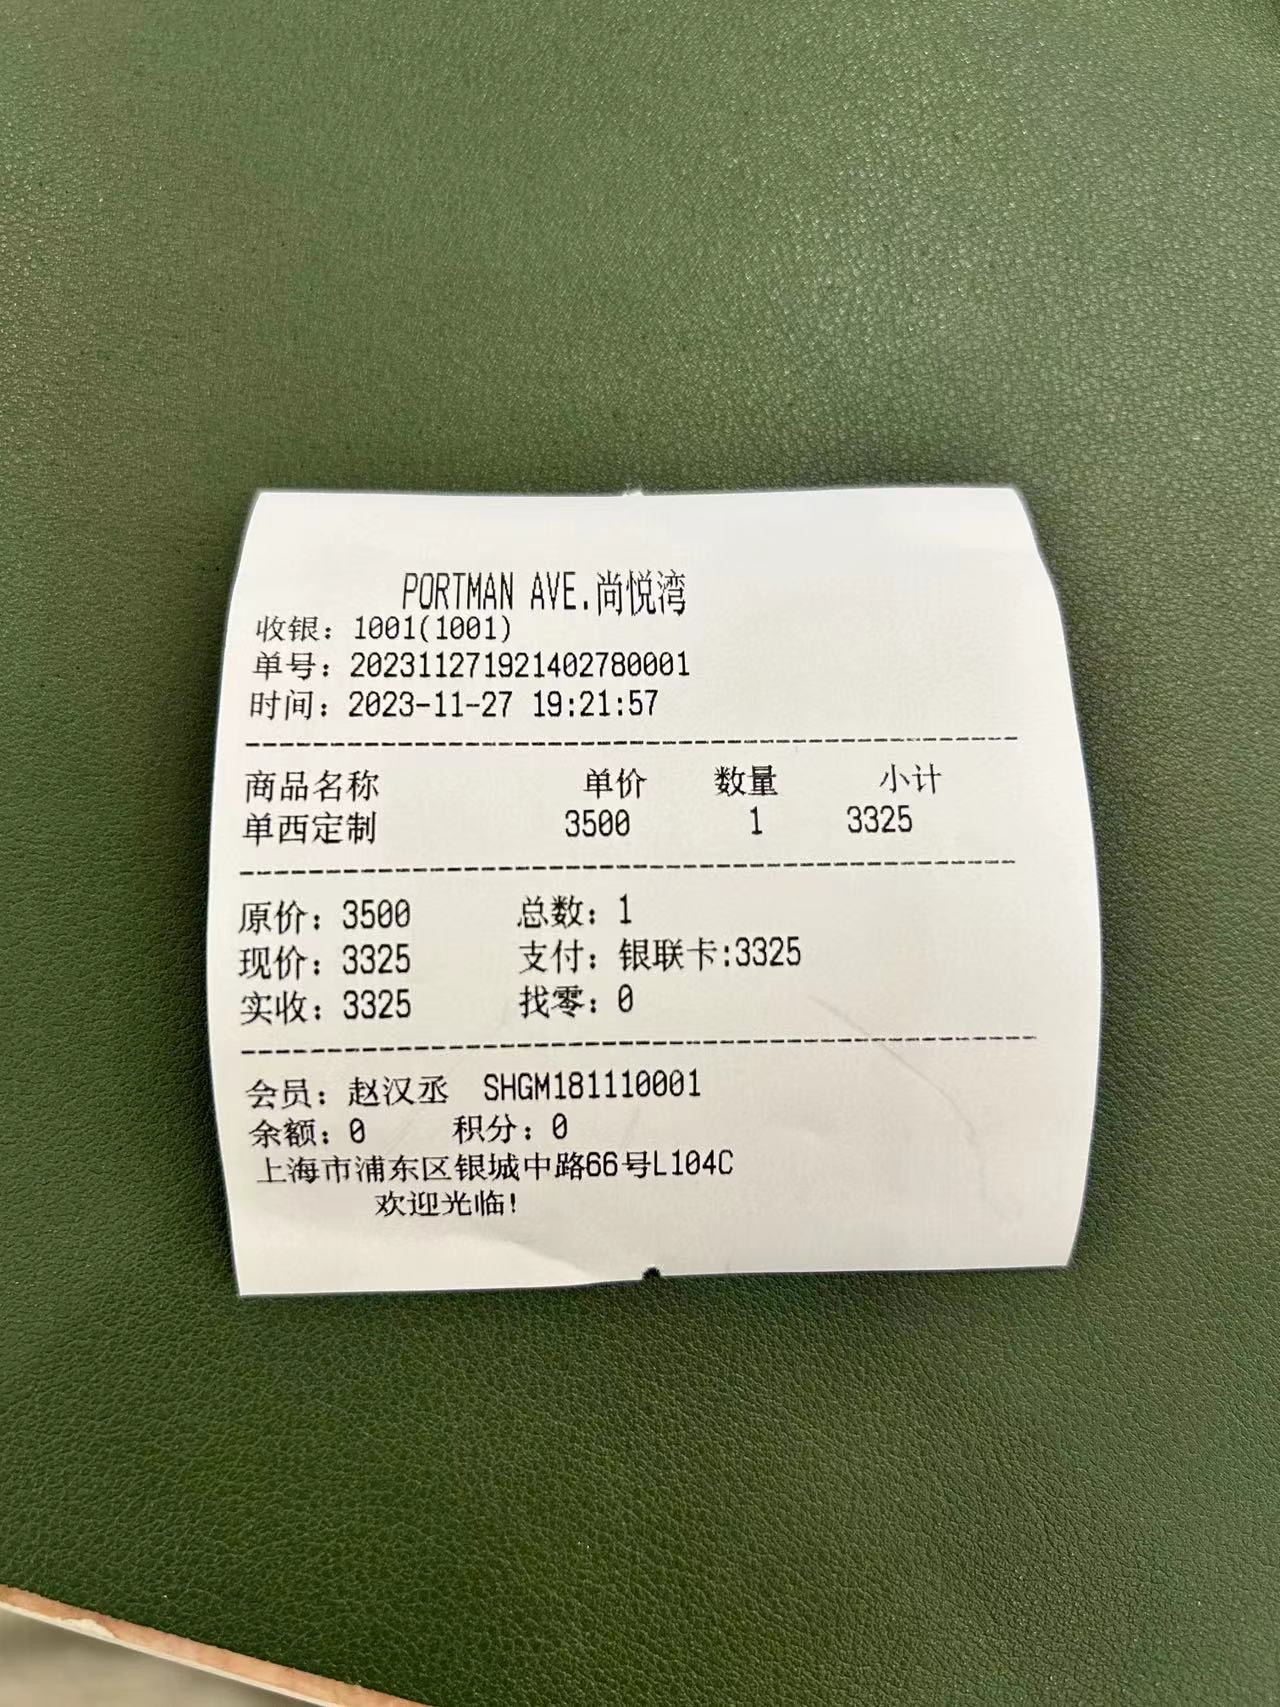 PORTMAN AVE.尚悦湾
收银：1001(1001)
单号：202311271921402780001
时间：2023-11-27 19:21:57
商品名称 单价 数量 小计
单西定制 3500 1 3325
原价：3500 总数：1
现价：3325 支付：银联卡:3325
实收：3325 找零：0
会员：赵汉丞 SHGM181110001
余额：0 积分：0
上海市浦东区银城中路66号L104C
欢迎光临!